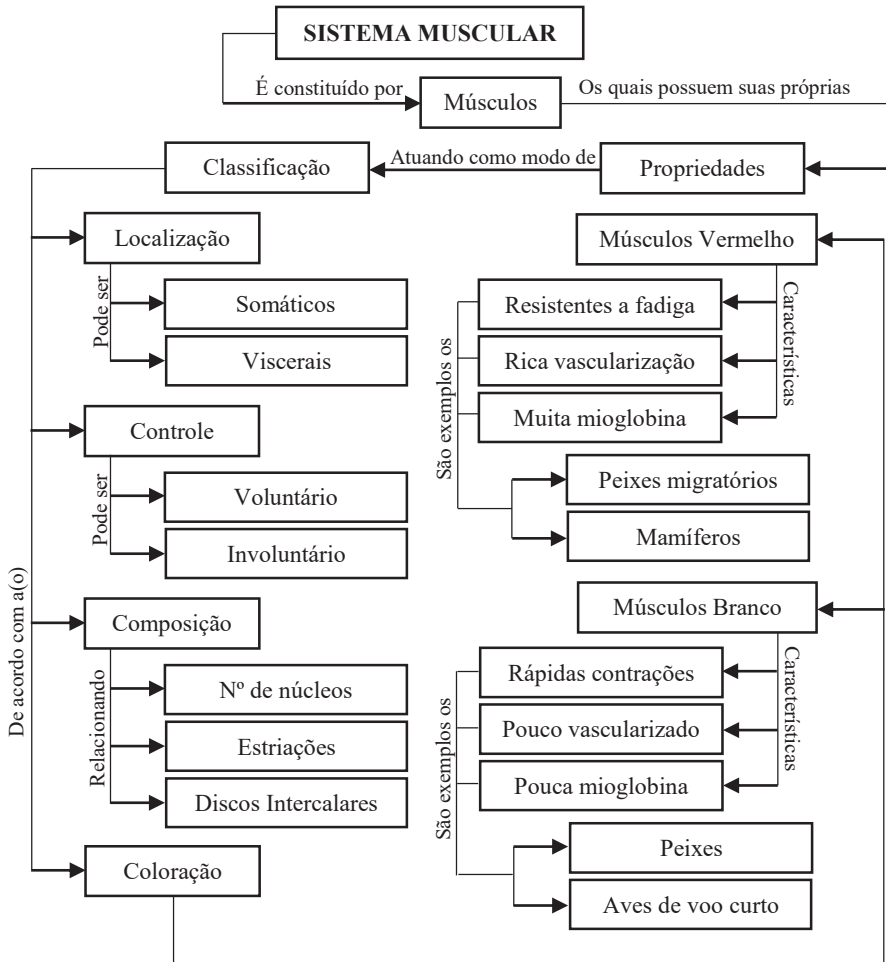 SISTEMA MUSCULAR
É constituído por
Músculos
Os quais possuem suas próprias
Classificação
Atuando como modo de
Propriedades
De acordo com a(o)
Localização
Pode ser
Somáticos
Viscerais
Controle
Pode ser
Voluntário
Involuntário
Composição
Relacionando
Nº de núcleos
Estriações
Discos Intercalares
Coloração
Músculos Vermelho
Características
Resistentes a fadiga
Rica vascularização
Muita mioglobina
São exemplos os
Peixes migratórios
Mamíferos
Músculos Branco
Características
Rápidas contrações
Pouco vascularizado
Pouca mioglobina
São exemplos os
Peixes
Aves de voo curto